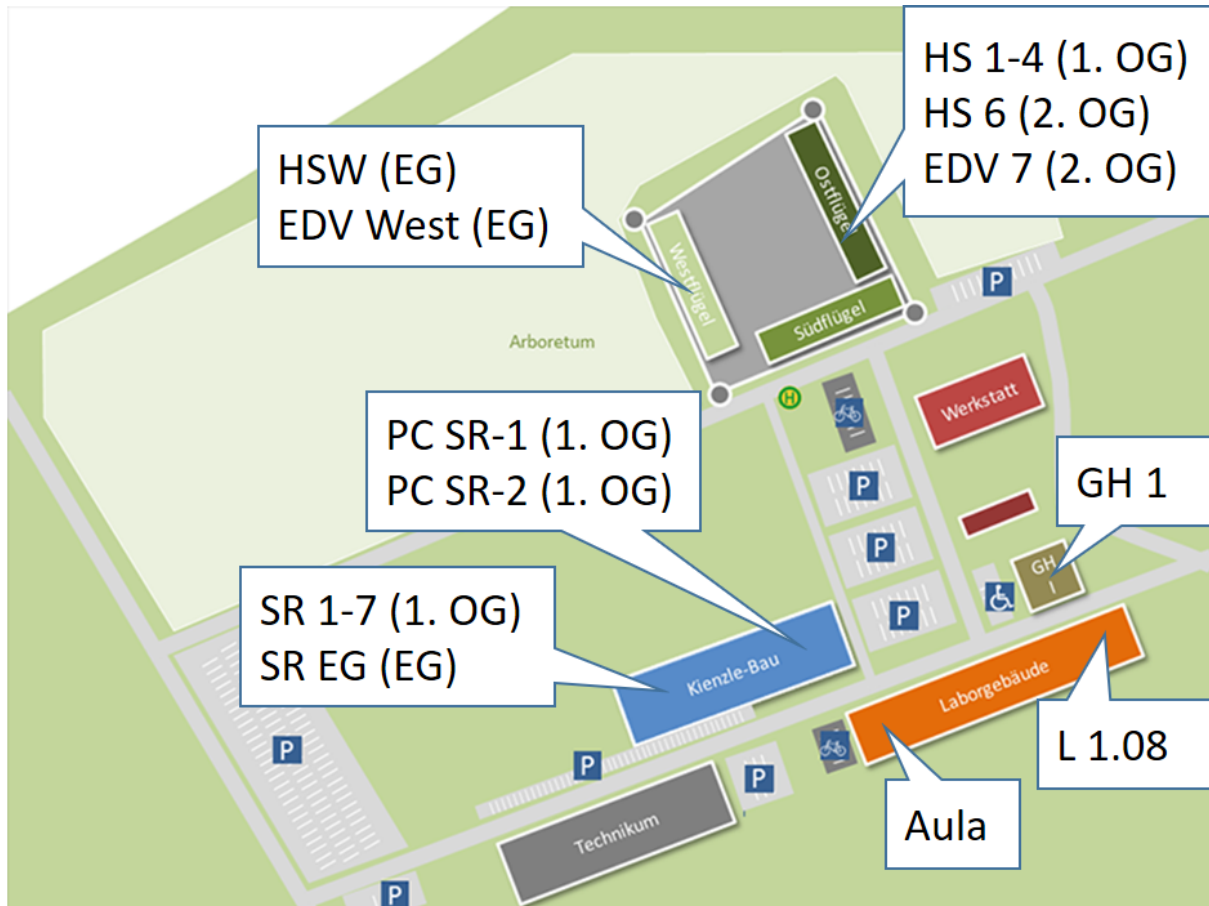 HS 1-4 (1. OG)
HS 6 (2. OG)
EDV 7 (2. OG)
HSW (EG)
EDV West (EG)
Ostflügel
Westflügel
Südflügel
P
Arboretum
H
Werkstatt
PC SR-1 (1. OG)
PC SR-2 (1. OG)
P
GH 1
P
GH
I
SR 1-7 (1. OG)
SR EG (EG)
P
Kienzle-Bau
Laborgebäude
L 1.08
P
P
P
Aula
Technikum
P